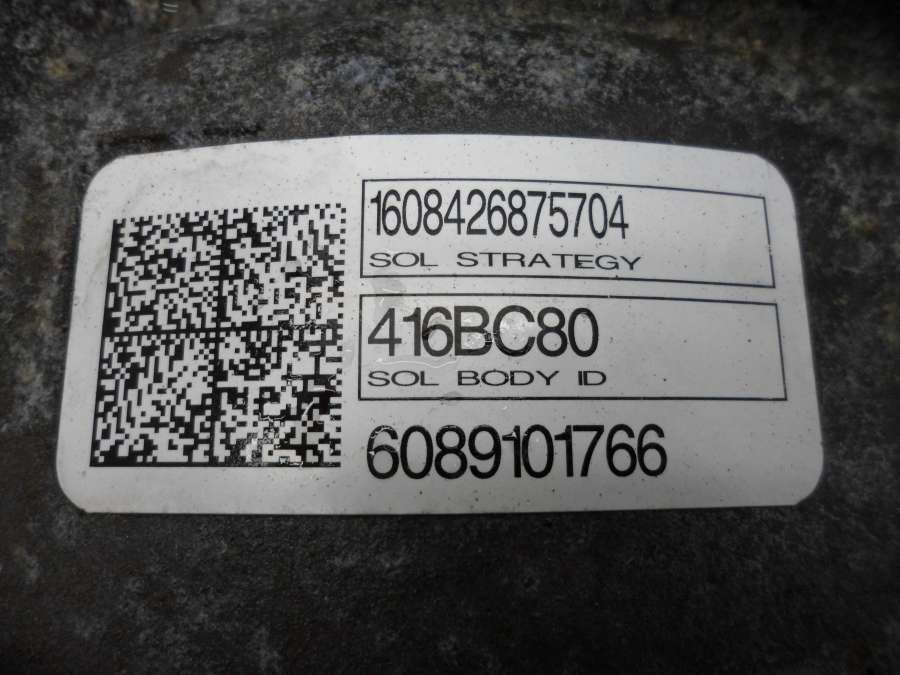 1608426875704
SOL STRATEGY
416BC80
SOL BODY ID
6089101766